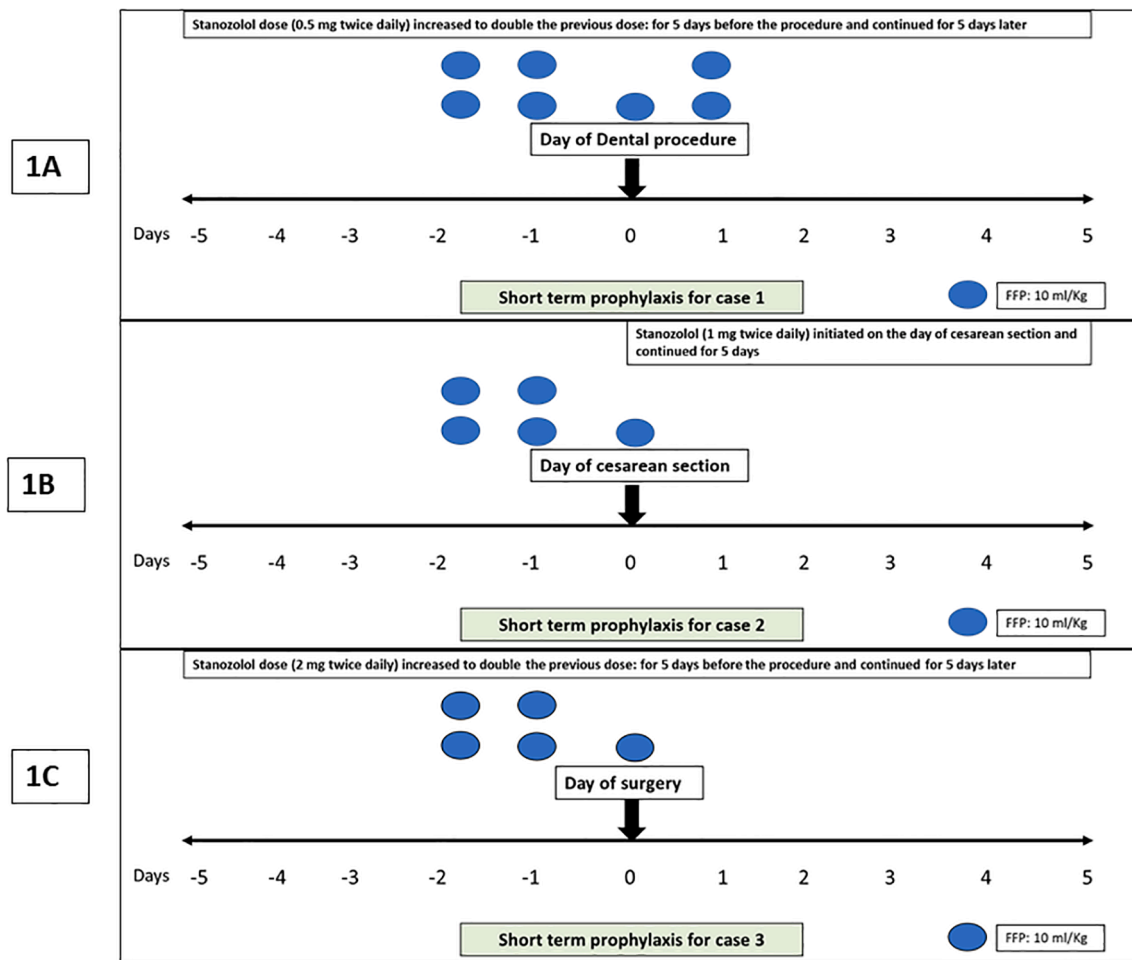 Stanozolol dose (0.5 mg twice daily) increased to double the previous dose: for 5 days before the procedure and continued for 5 days later
1A
Day of Dental procedure
Days -5 -4 -3 -2 -1 0 1 2 3 4 5
Short term prophylaxis for case 1
FFP: 10 ml/Kg
Stanozolol (1 mg twice daily) initiated on the day of cesarean section and
continued for 5 days
1B
Day of cesarean section
Days -5 -4 -3 -2 -1 0 1 2 3 4 5
Short term prophylaxis for case 2
FFP: 10 ml/Kg
Stanozolol dose (2 mg twice daily) increased to double the previous dose: for 5 days before the procedure and continued for 5 days later
1C
Day of surgery
Days -5 -4 -3 -2 -1 0 1 2 3 4 5
Short term prophylaxis for case 3
FFP: 10 ml/Kg